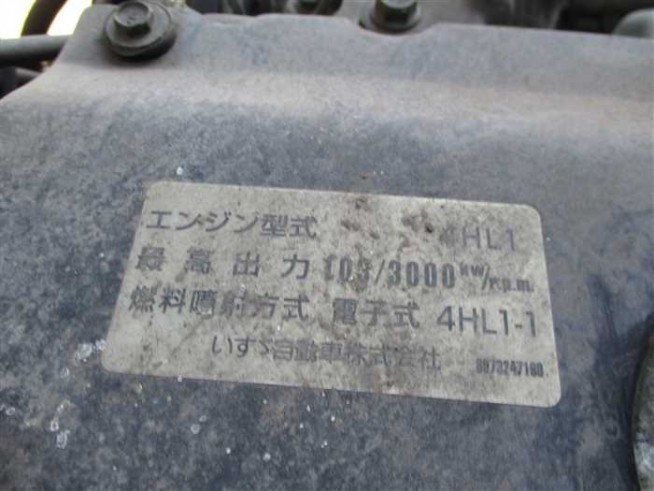 エンジン型式 4HL1
最高出力 103/3000 kW/r.p.m.
燃料噴射方式 電子式 4HL1-1
いすゞ自動車株式会社